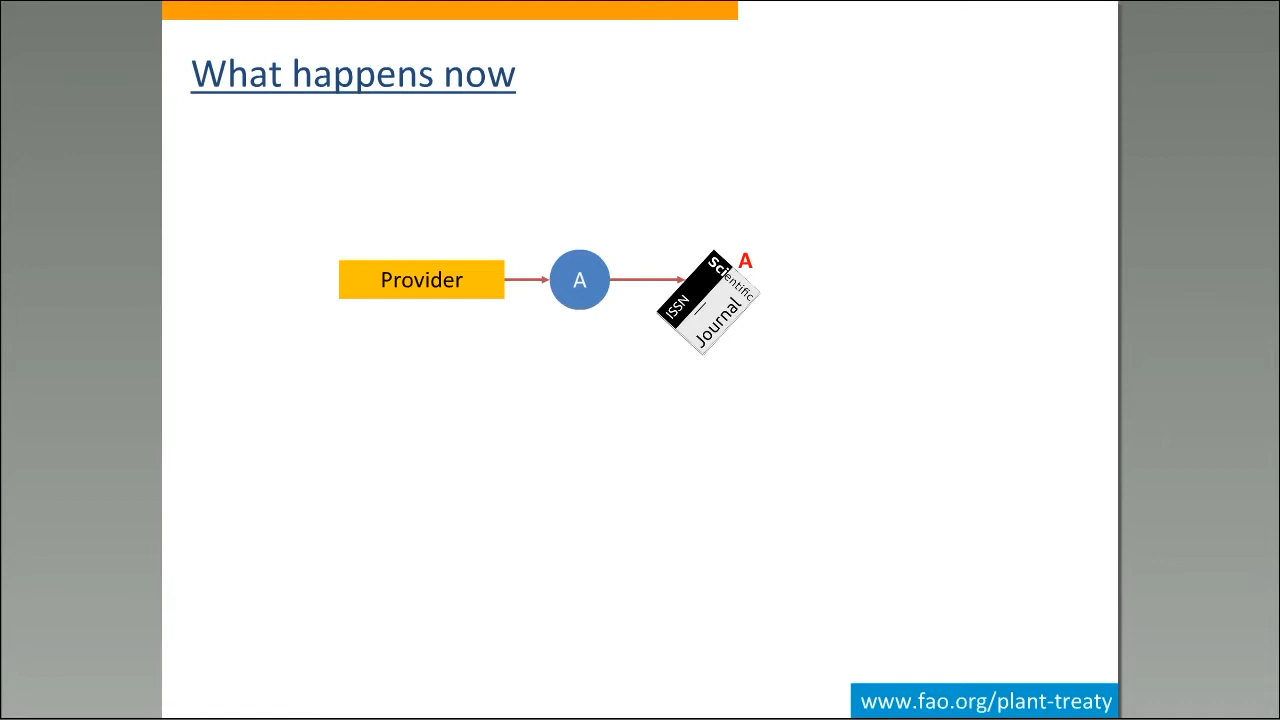 What happens now
Provider
A
A
Scientific
Journal
ISSN
www.fao.org/plant-treaty